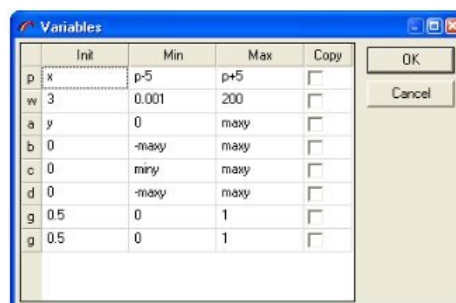 Variables
Init Min Max Copy
p x p-5 p+5
w 3 0.001 200
a y 0 maxy
b 0 -maxy maxy
c 0 miny maxy
d 0 -maxy maxy
g 0.5 0 1
g 0.5 0 1
OK
Cancel